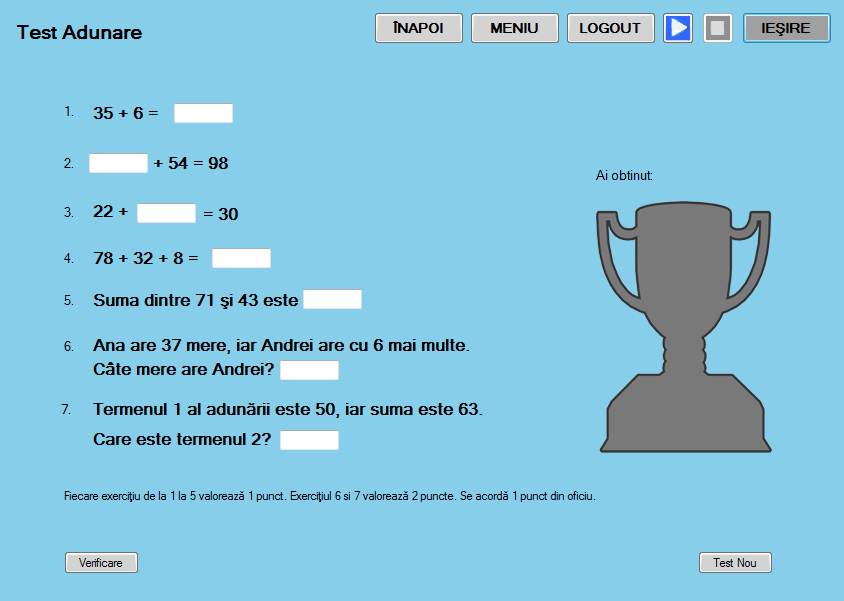 Test Adunare
ÎNAPOI
MENIU
LOGOUT
IEŞIRE
1. 35 + 6 =
2. + 54 = 98
3. 22 + = 30
4. 78 + 32 + 8 =
5. Suma dintre 71 şi 43 este
6. Ana are 37 mere, iar Andrei are cu 6 mai multe.
Câte mere are Andrei?
7. Termenul 1 al adunării este 50, iar suma este 63.
Care este termenul 2?
Ai obtinut:
Fiecare exerciţiu de la 1 la 5 valorează 1 punct. Exerciţiul 6 si 7 valorează 2 puncte. Se acordă 1 punct din oficiu.
Verificare
Test Nou